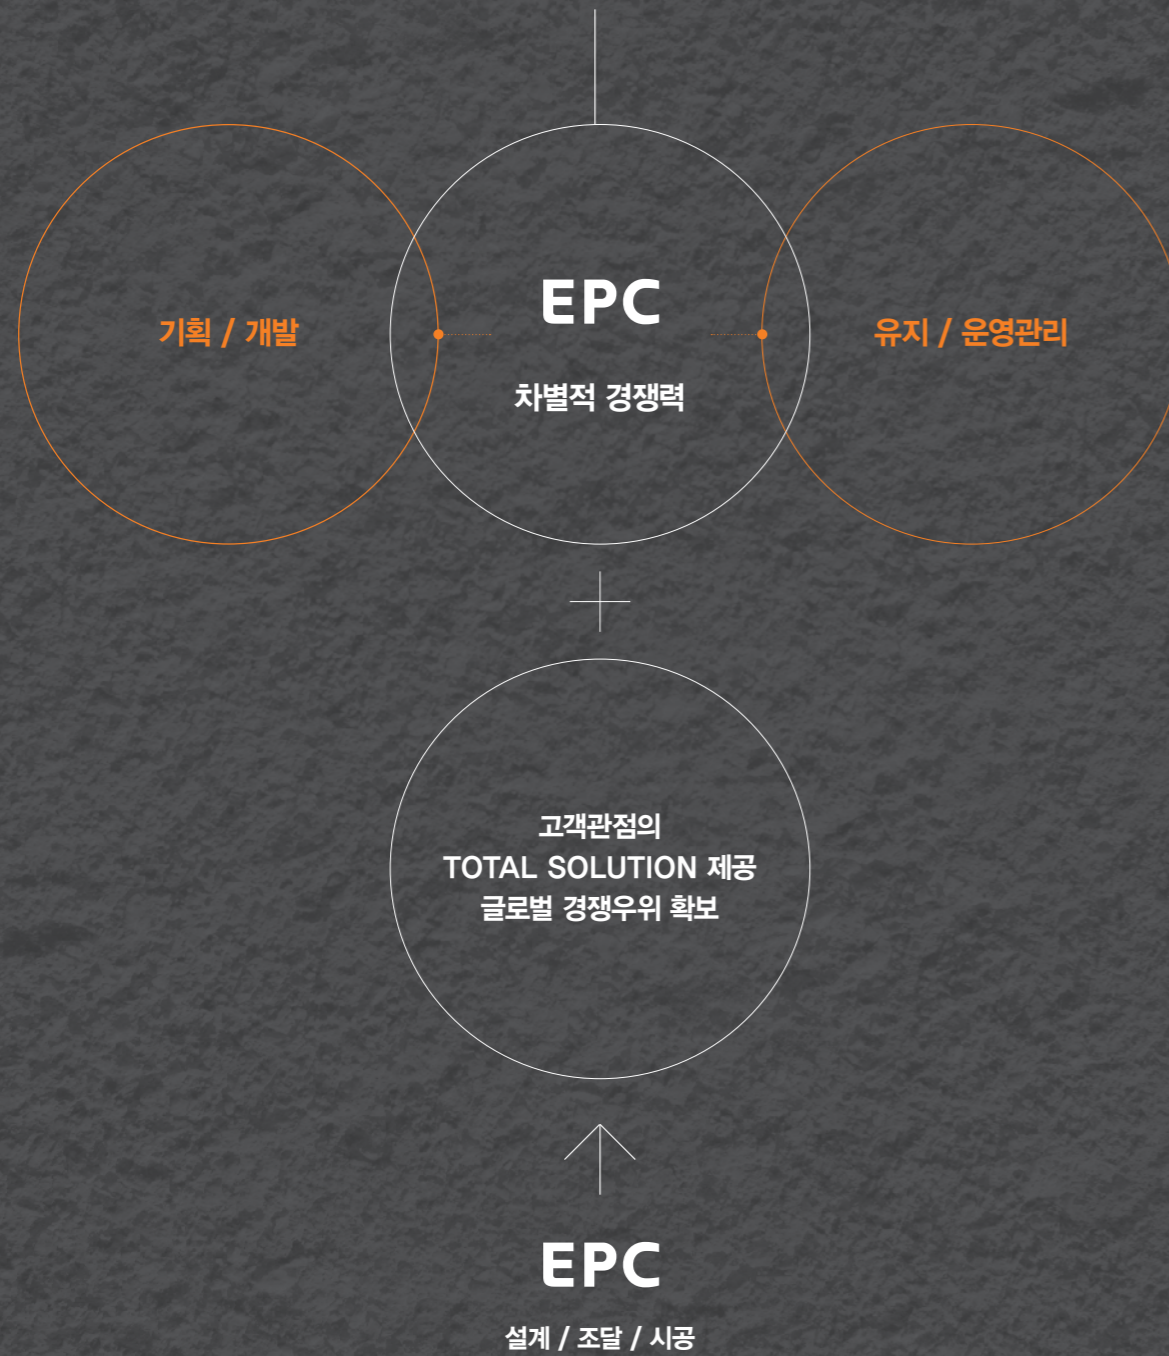 EPC
기획 / 개발
차별적 경쟁력
유지 / 운영관리
고객관점의
TOTAL SOLUTION 제공
글로벌 경쟁우위 확보
EPC
설계 / 조달 / 시공